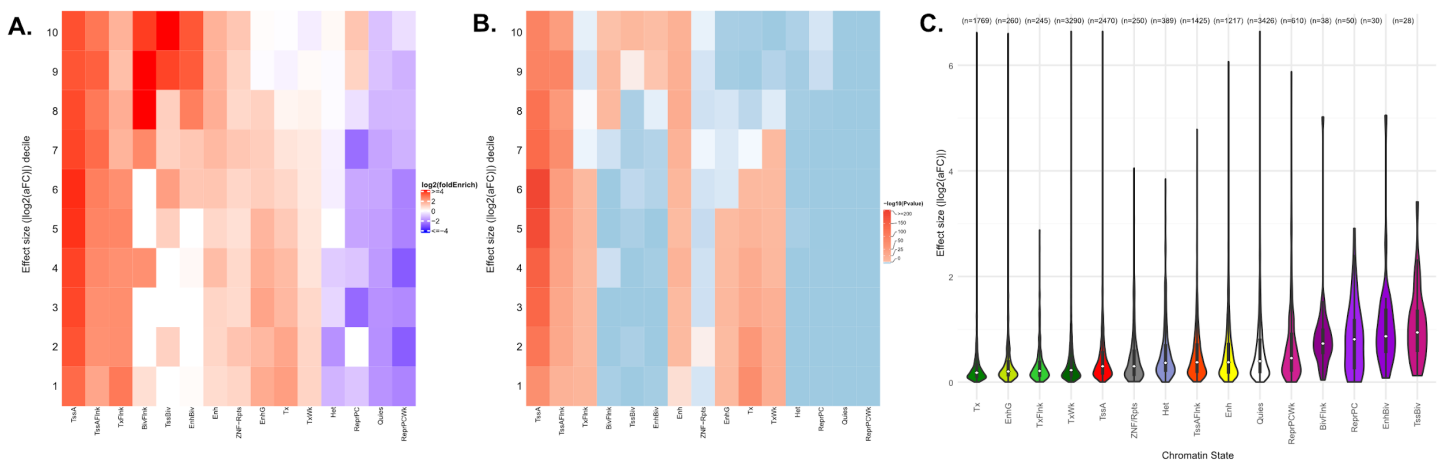 A.
Effect size (|log2(aFC)|) decile
10
9
8
7
6
5
4
3
2
1
TssA
TssAFlnk
TxFlnk
BivFlnk
TssBiv
EnhBiv
Enh
ZNF-Rpts
EnhG
Tx
TxWk
Het
ReprPC
Quies
ReprPCWk
log2(foldEnrich)
>=4
2
0
−2
<=−4
B.
Effect size (|log2(aFC)|) decile
10
9
8
7
6
5
4
3
2
1
TssA
TssAFlnk
TxFlnk
BivFlnk
TssBiv
EnhBiv
Enh
ZNF-Rpts
EnhG
Tx
TxWk
Het
ReprPC
Quies
ReprPCWk
−log10(Pvalue)
>=200
150
100
50
25
C.
(n=1769) (n=260) (n=245) (n=3290) (n=2470) (n=250) (n=389) (n=1425) (n=1217) (n=3426) (n=610) (n=38) (n=50) (n=30) (n=28)
Effect size (|log2(aFC)|)
6
4
2
0
Tx
EnhG
TxFlnk
TxWk
TssA
ZNF/Rpts
Het
TssAFlnk
Enh
Quies
ReprPCWk
BivFlnk
ReprPC
EnhBiv
TssBiv
Chromatin State